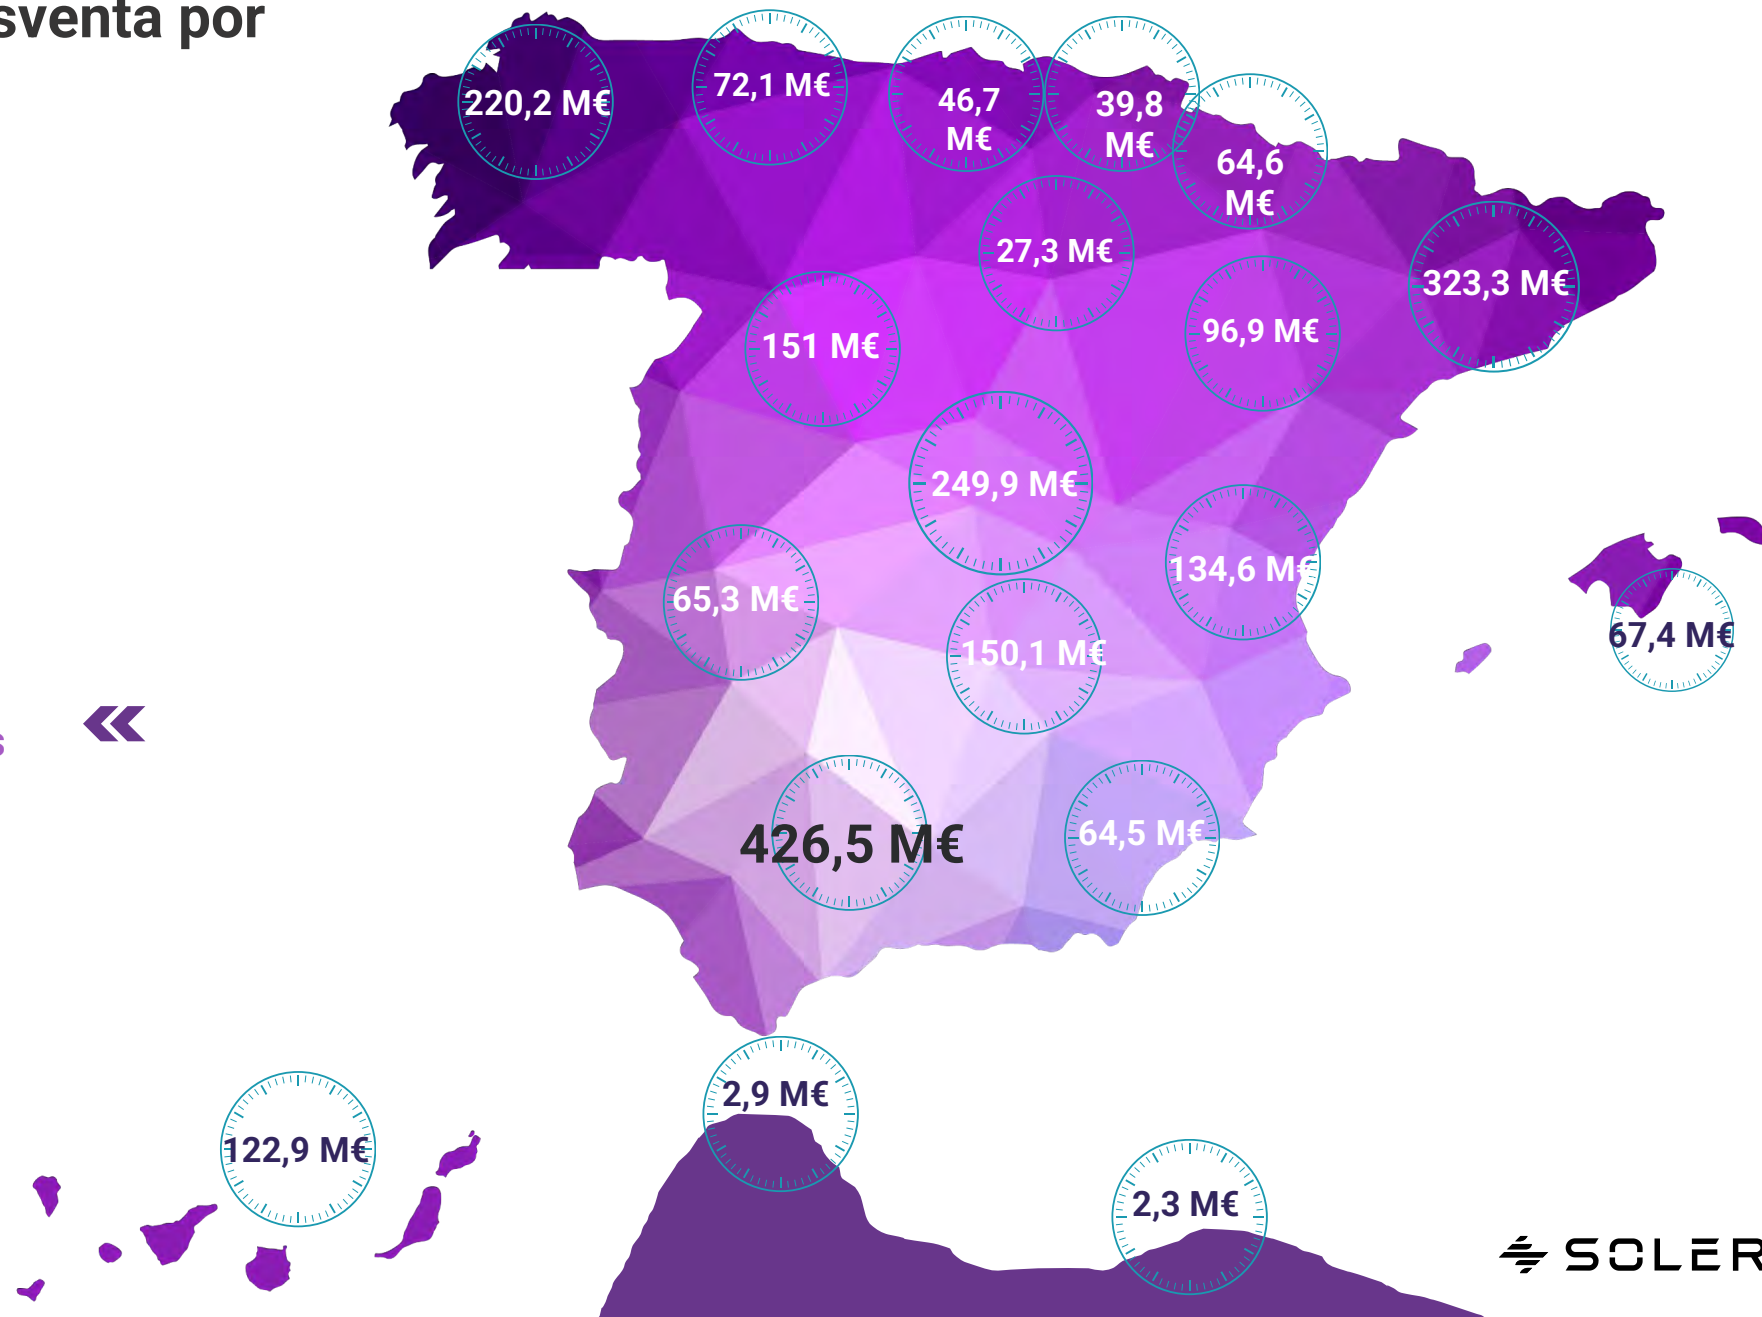 sventa por
220,2 M€
72,1 M€
46,7
M€
39,8
M€
64,6
M€
27,3 M€
323,3 M€
151 M€
96,9 M€
249,9 M€
134,6 M€
65,3 M€
150,1 M€
67,4 M€
s
426,5 M€
64,5 M€
2,9 M€
122,9 M€
2,3 M€
SOLER